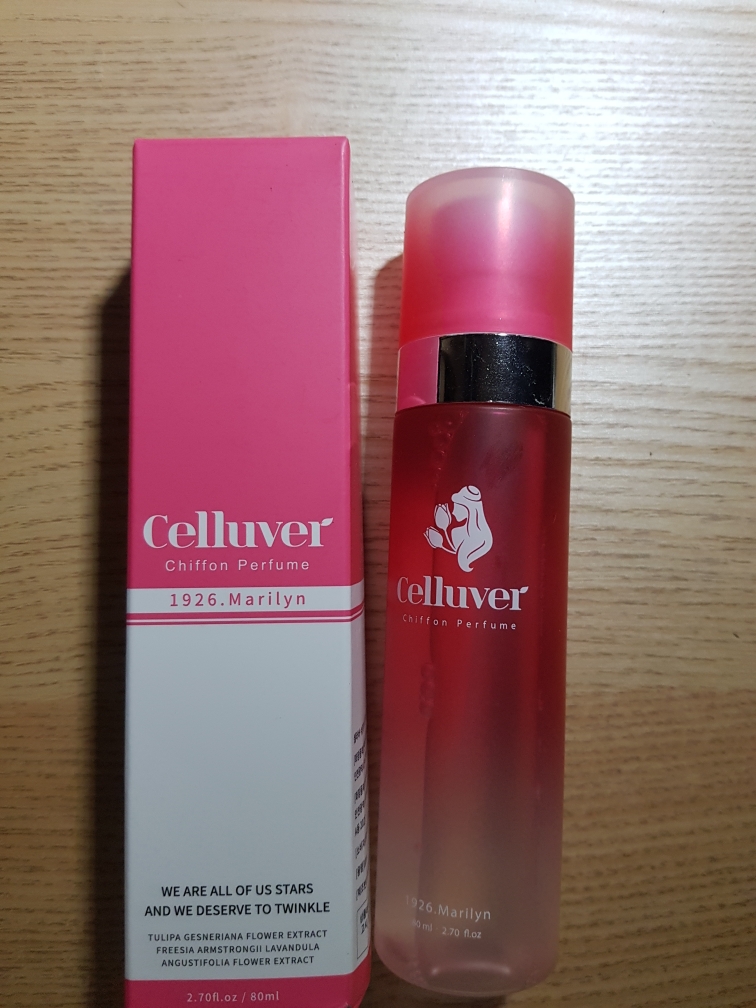 Celluver
Chiffon Perfume
1926.Marilyn
WE ARE ALL OF US STARS
AND WE DESERVE TO TWINKLE
TULIPA GESNERIANA FLOWER EXTRACT
FREESIA ARMSTRONGII LAVANDULA
ANGUSTIFOLIA FLOWER EXTRACT
2.70fl.oz / 80ml
Celluver
Chiffon Perfume
1926.Marilyn
80 ml · 2.70 fl.oz